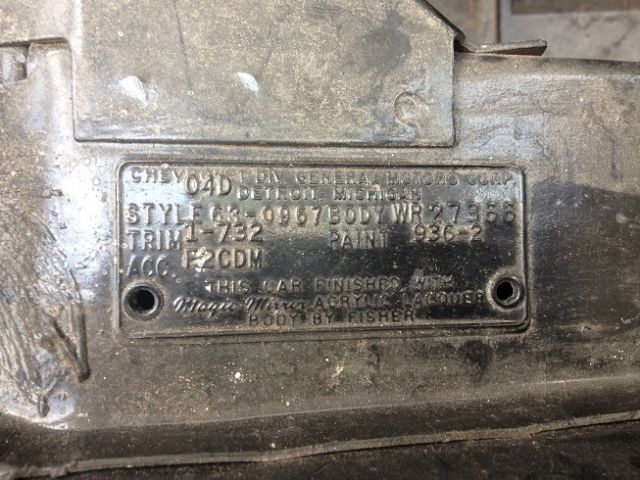 CHEV 04D T DIV. GENERAL MOTORS CORP
DETROIT, MICHIGAN
STYLE 63-0967 BODY WR 27366
TRIM 1-732 PAINT 936-2
ACC. F2CDM
THIS CAR FINISHED WITH
Magic-Mirror ACRYLIC LACQUER
BODY BY FISHER